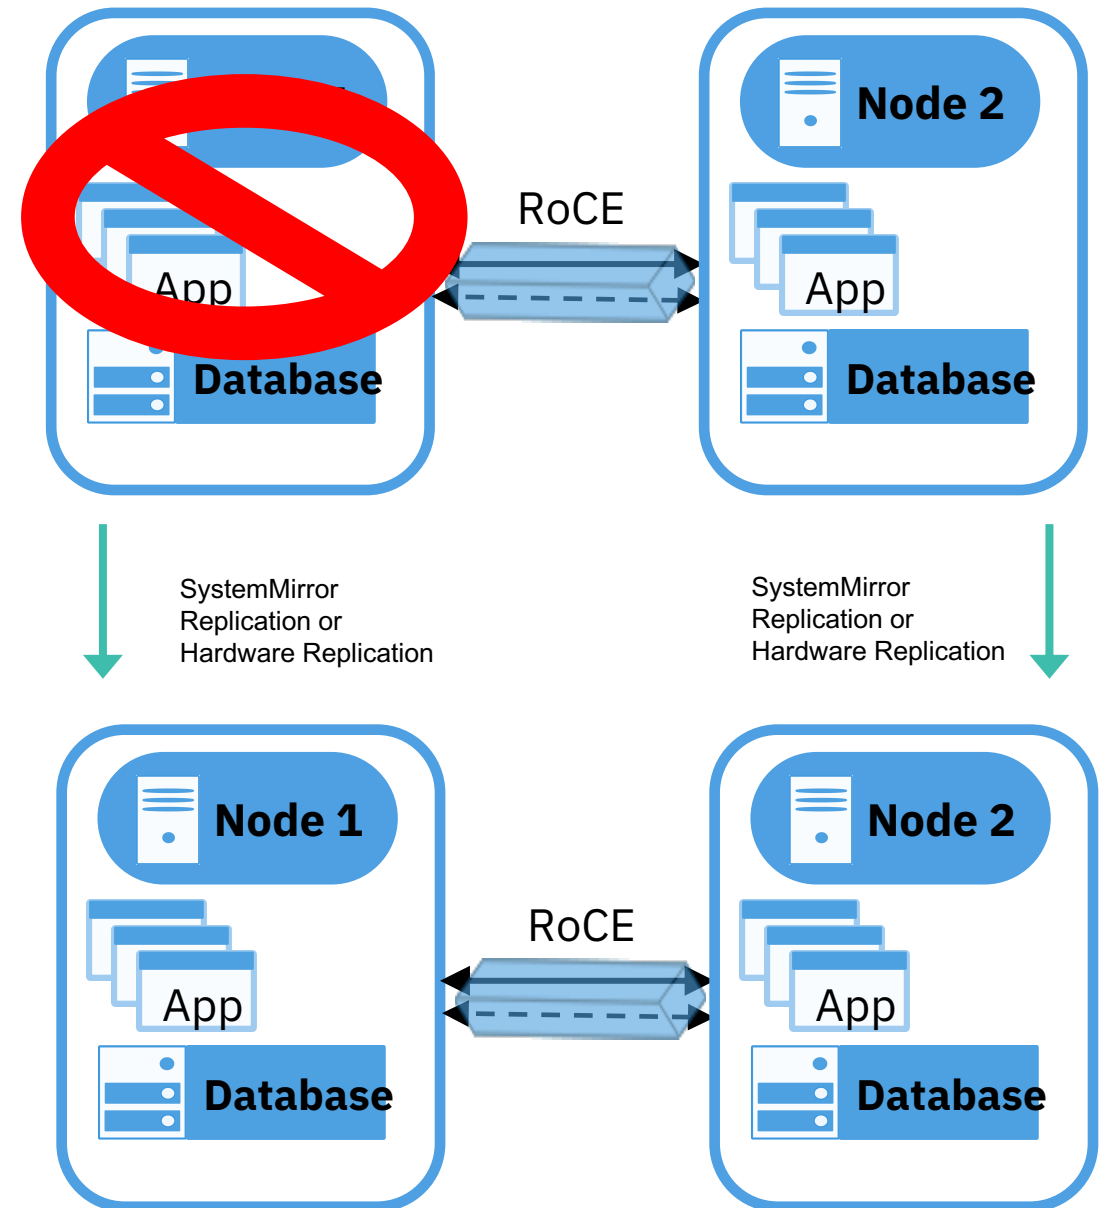 Node 2
RoCE
App
App
Database
Database
SystemMirror
Replication or
Hardware Replication
SystemMirror
Replication or
Hardware Replication
Node 1
Node 2
RoCE
App
App
Database
Database